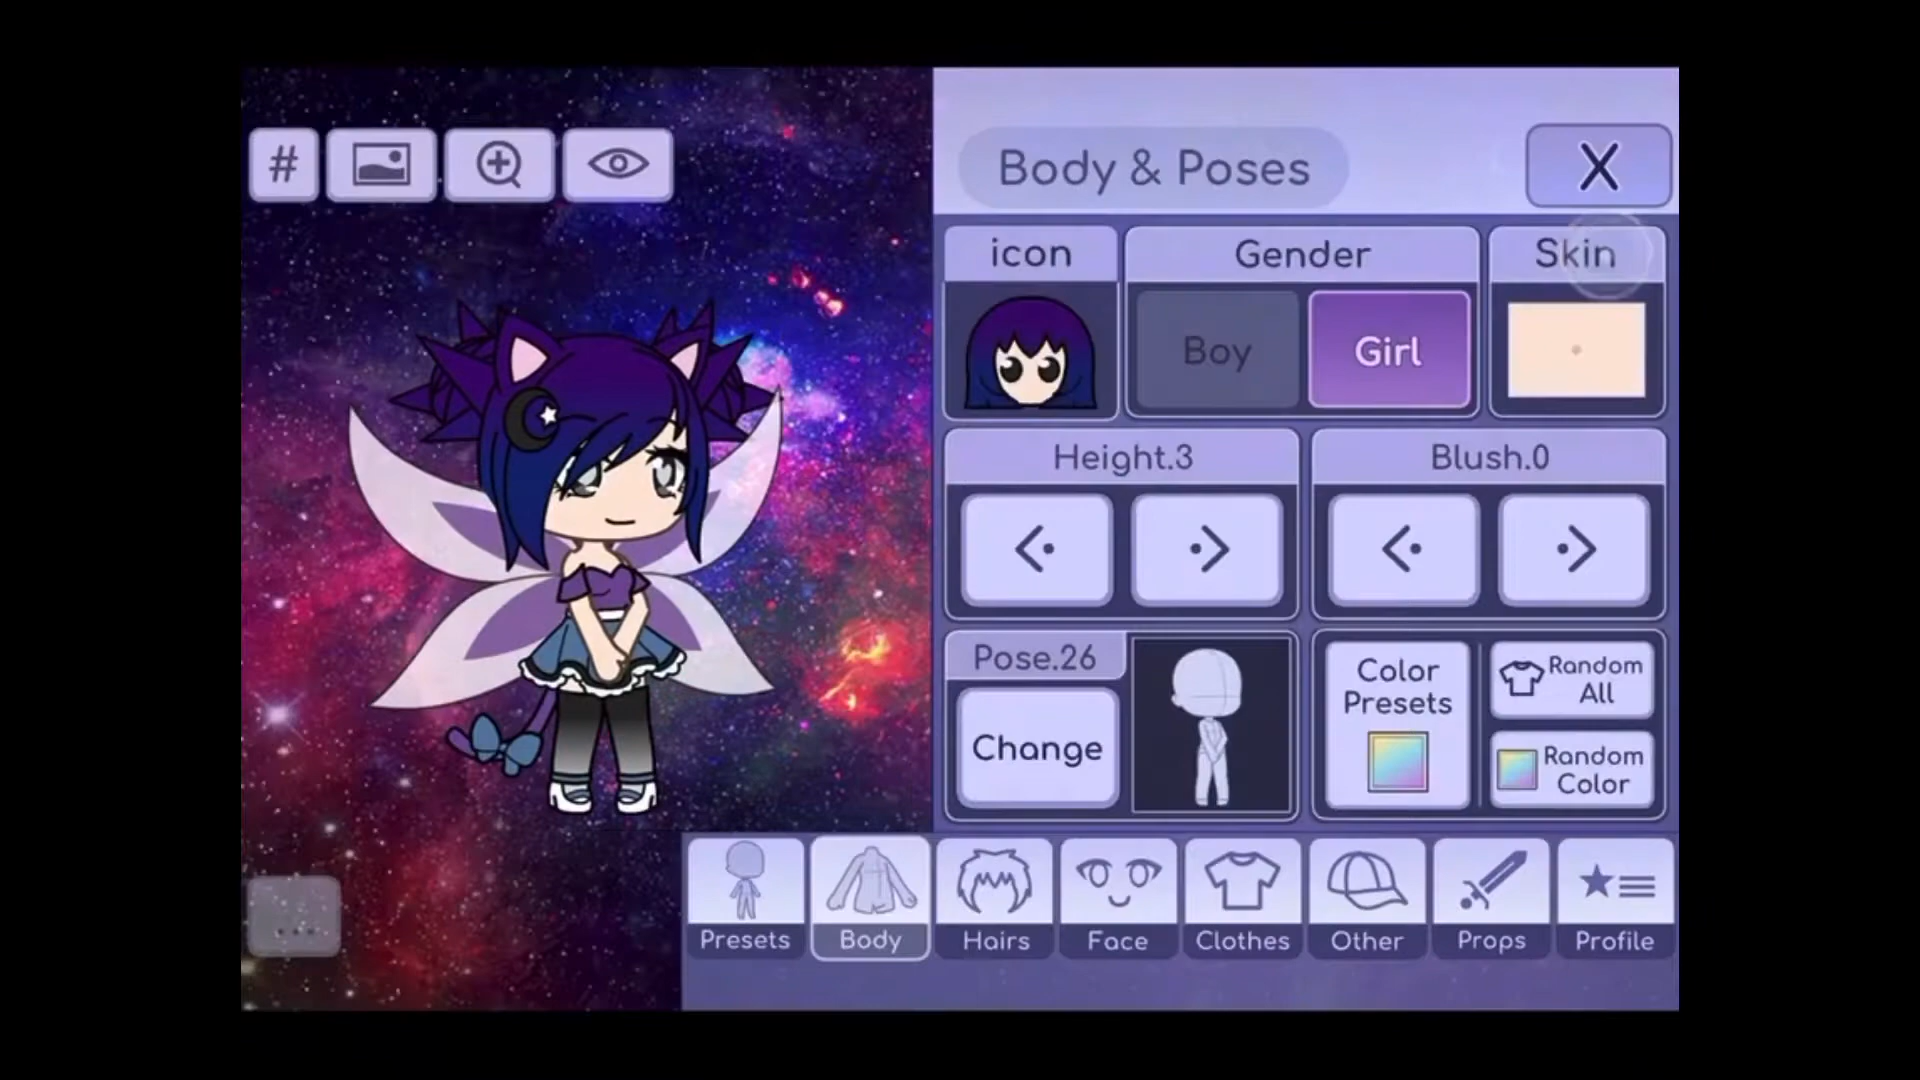 #
Body & Poses
X
icon
Gender
Skin
Boy
Girl
Height.3
Blush.0
Pose.26
Change
Color
Presets
Random
All
Random
Color
...
Presets
Body
Hairs
Face
Clothes
Other
Props
Profile